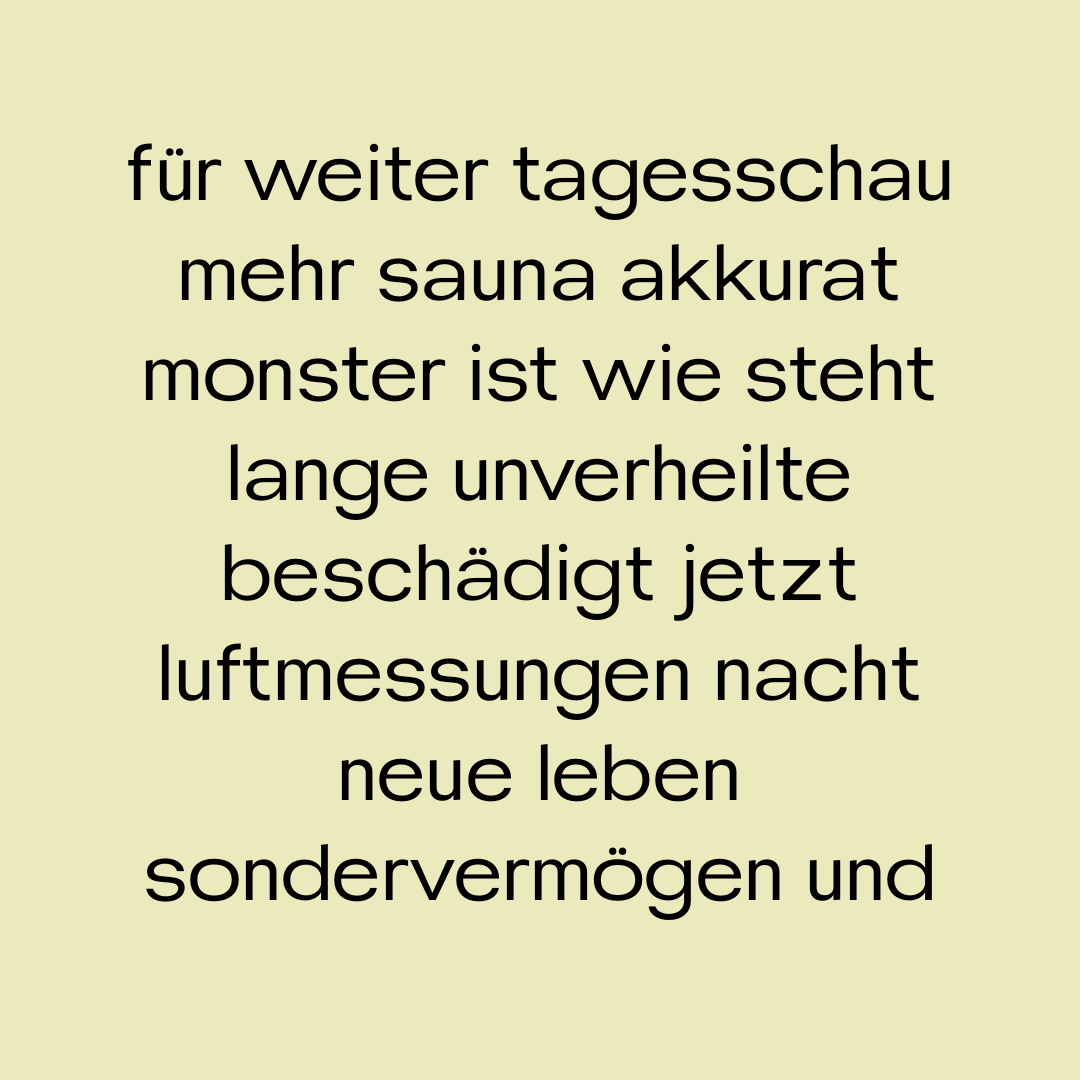 für weiter tagesschau
mehr sauna akkurat
monster ist wie steht
lange unverheilte
beschädigt jetzt
luftmessungen nacht
neue leben
sondervermögen und